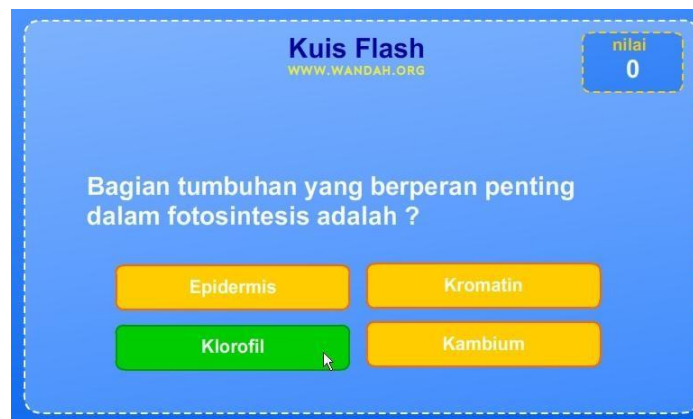 Kuis Flash
WWW.WANDAH.ORG
nilai
0
Bagian tumbuhan yang berperan penting
dalam fotosintesis adalah ?
Epidermis
Kromatin
Klorofil
Kambium